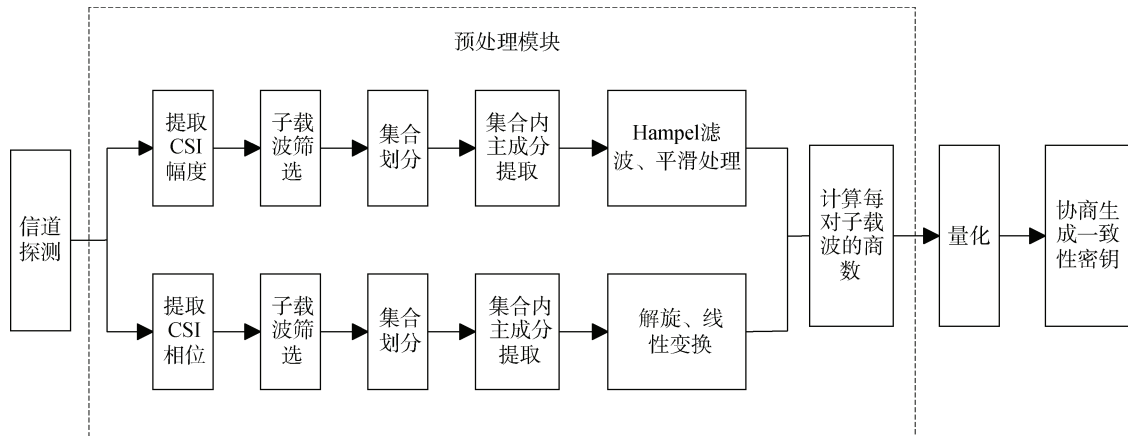 预处理模块
信道
探测
提取
CSI
幅度
子载
波筛
选
集合
划分
集合内
主成分
提取
Hampel滤
波、平滑处理
提取
CSI
相位
子载
波筛
选
集合
划分
集合内
主成分
提取
解旋、线
性变换
计算每
对子载
波的商
数
量化
协商生
成一致
性密钥